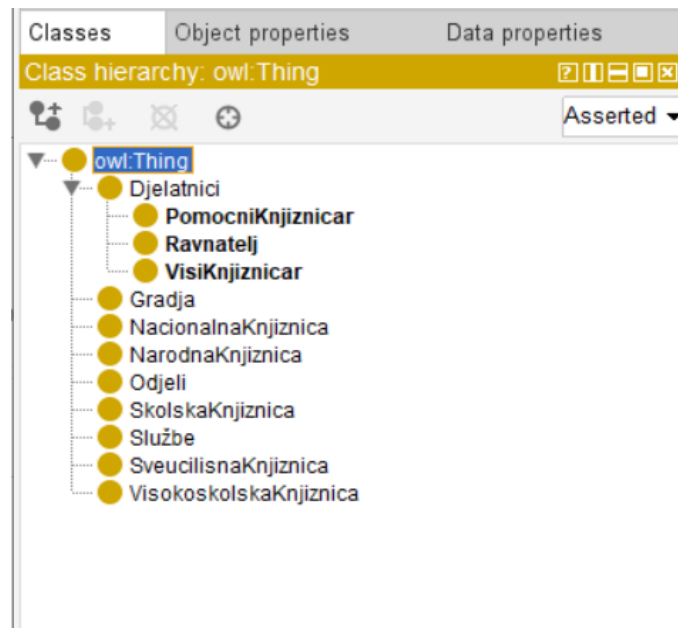 Classes Object properties Data properties
Class hierarchy: owl:Thing
Asserted
owl:Thing
Djelatnici
PomocniKnjiznicar
Ravnatelj
VisiKnjiznicar
Gradja
NacionalnaKnjiznica
NarodnaKnjiznica
Odjeli
SkolskaKnjiznica
Službe
SveucilisnaKnjiznica
VisokoskolskaKnjiznica